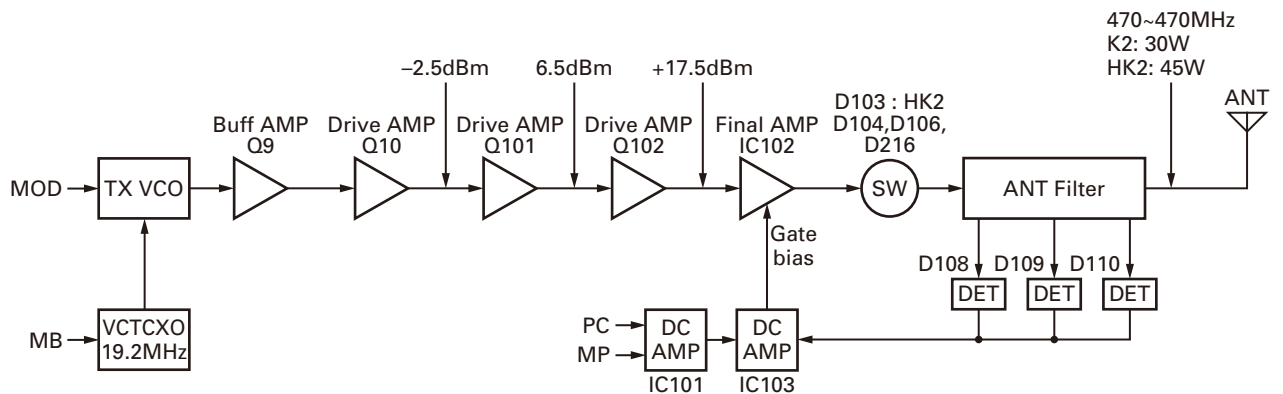 470~470MHz
K2: 30W
HK2: 45W
–2.5dBm
6.5dBm
+17.5dBm
ANT
D103 : HK2
D104,D106,
D216
Buff AMP
Q9
Drive AMP
Q10
Drive AMP
Q101
Drive AMP
Q102
Final AMP
IC102
MOD
TX VCO
SW
ANT Filter
Gate
bias
D108
D109
D110
DET
DET
DET
MB
VCTCXO
19.2MHz
PC
MP
DC
AMP
IC101
DC
AMP
IC103